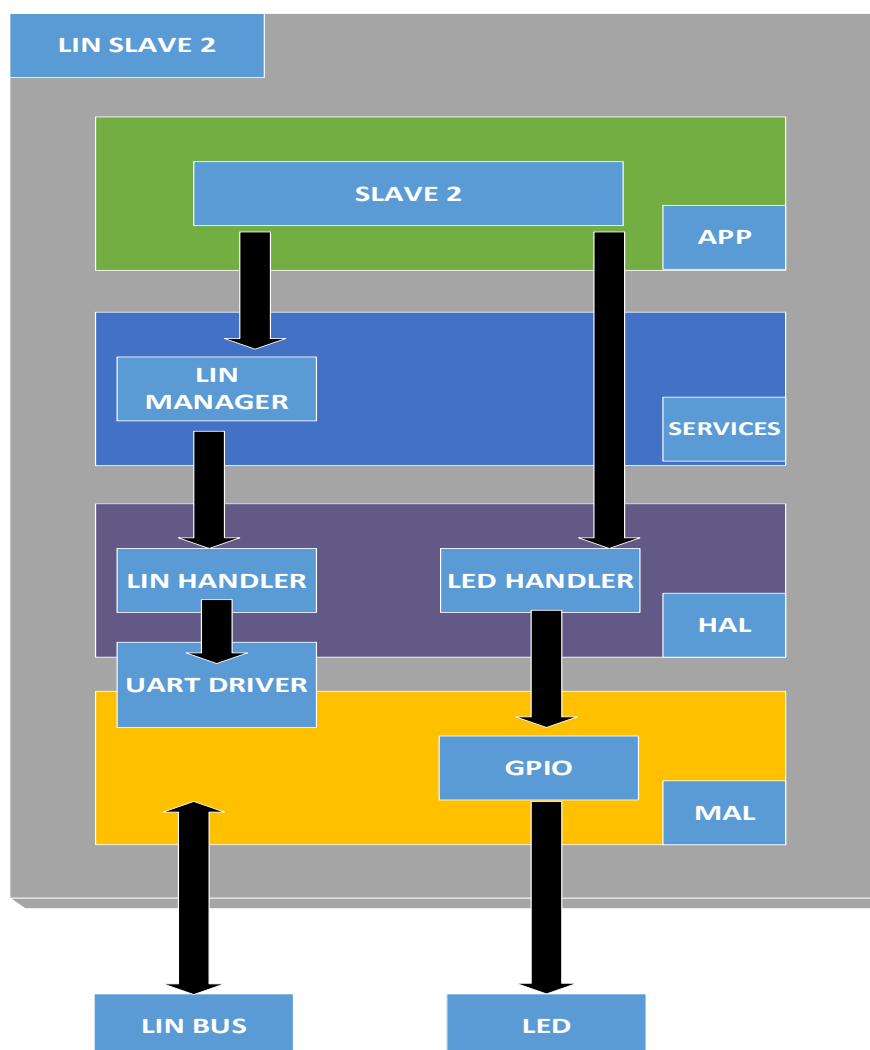 LIN SLAVE 2
SLAVE 2
APP
LIN
MANAGER
SERVICES
LIN HANDLER
LED HANDLER
HAL
UART DRIVER
GPIO
MAL
LIN BUS
LED